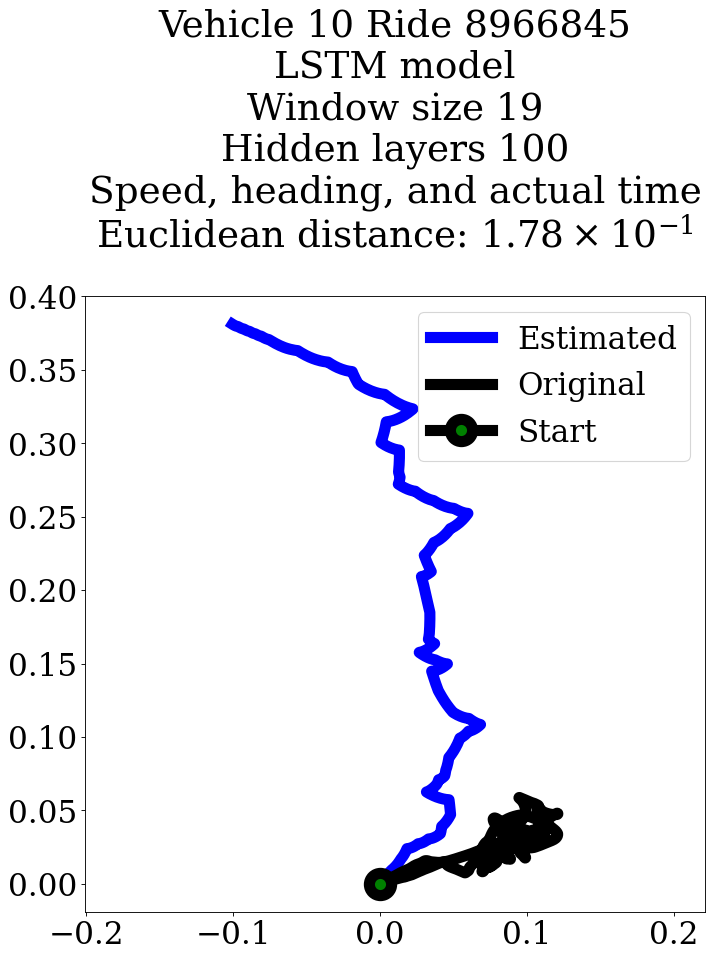 Vehicle 10 Ride 8966845
LSTM model
Window size 19
Hidden layers 100
Speed, heading, and actual time
Euclidean distance: 1.78 × 10⁻¹
0.40
0.35
0.30
0.25
0.20
0.15
0.10
0.05
0.00
Estimated
Original
Start
−0.2
−0.1
0.0
0.1
0.2